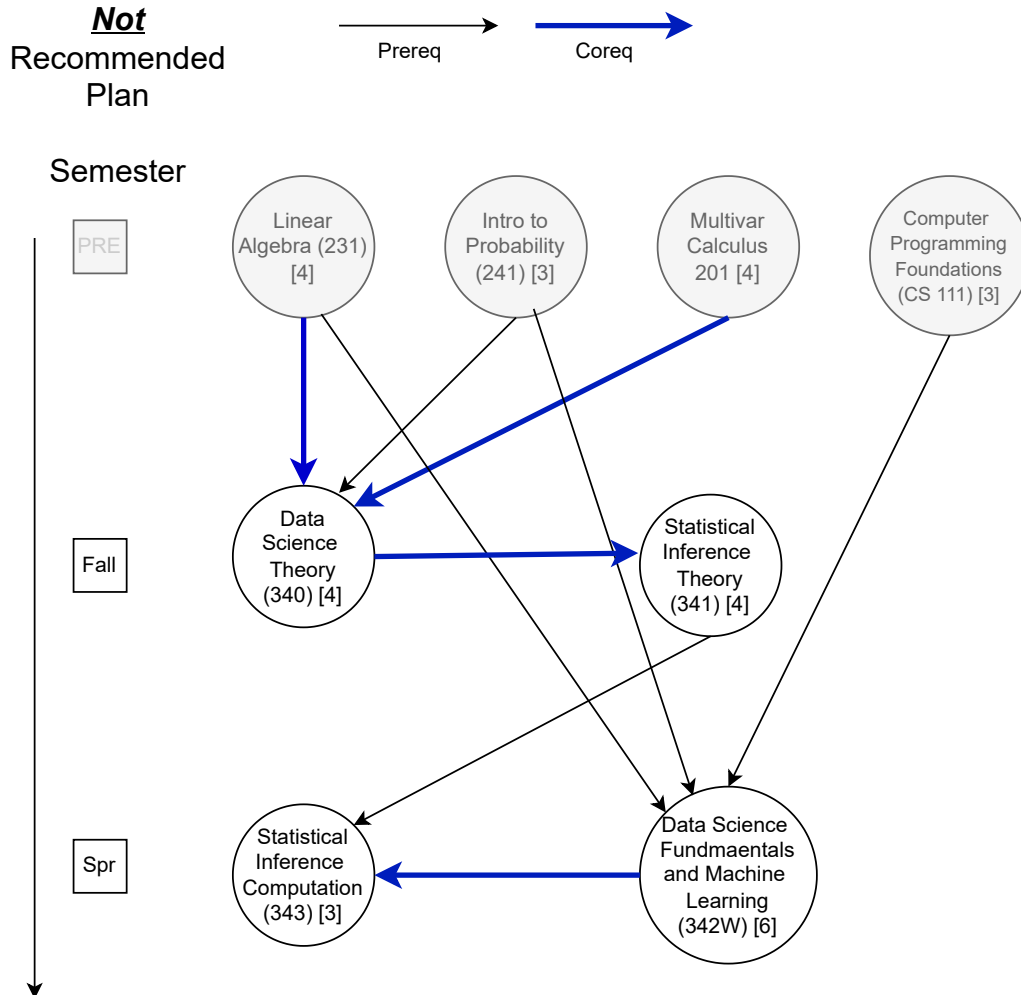 Not
Recommended
Plan
Prereq
Coreq
Semester
PRE
Linear
Algebra (231)
[4]
Intro to
Probability
(241) [3]
Multivar
Calculus
201 [4]
Computer
Programming
Foundations
(CS 111) [3]
Fall
Data
Science
Theory
(340) [4]
Statistical
Inference
Theory
(341) [4]
Spr
Statistical
Inference
Computation
(343) [3]
Data Science
Fundmaentals
and Machine
Learning
(342W) [6]